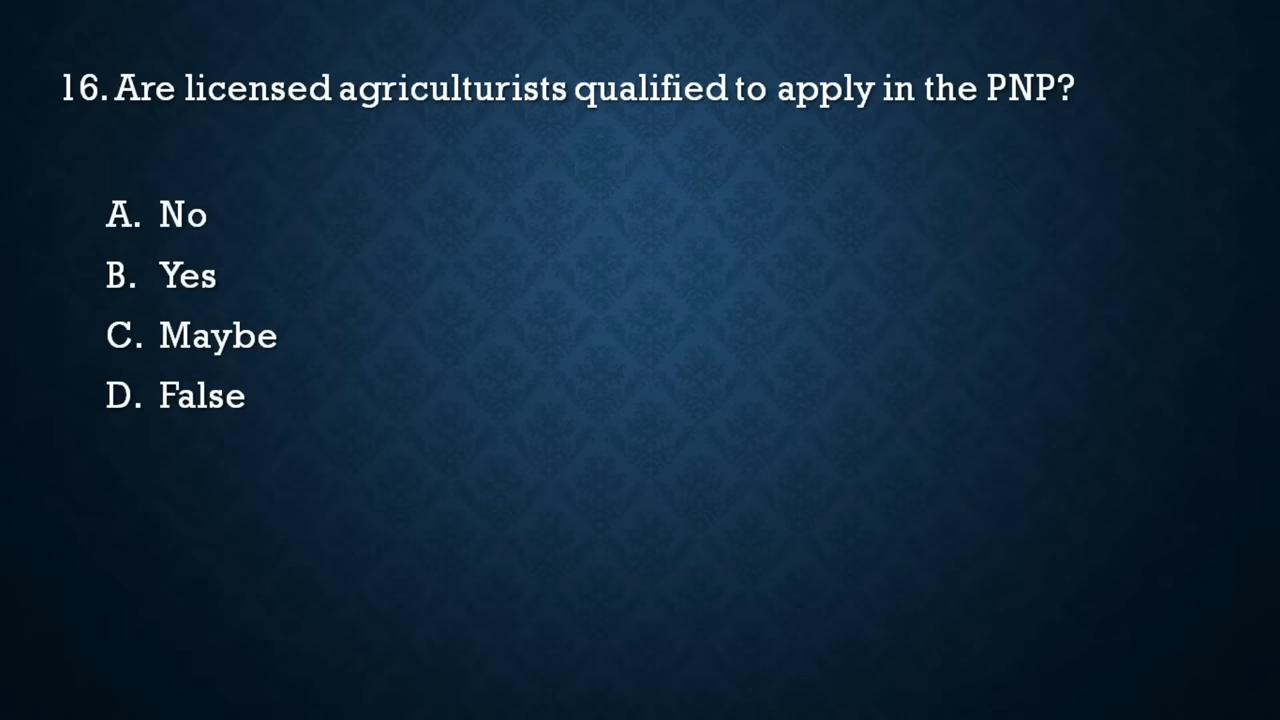 16. Are licensed agriculturists qualified to apply in the PNP?
A. No
B. Yes
C. Maybe
D. False